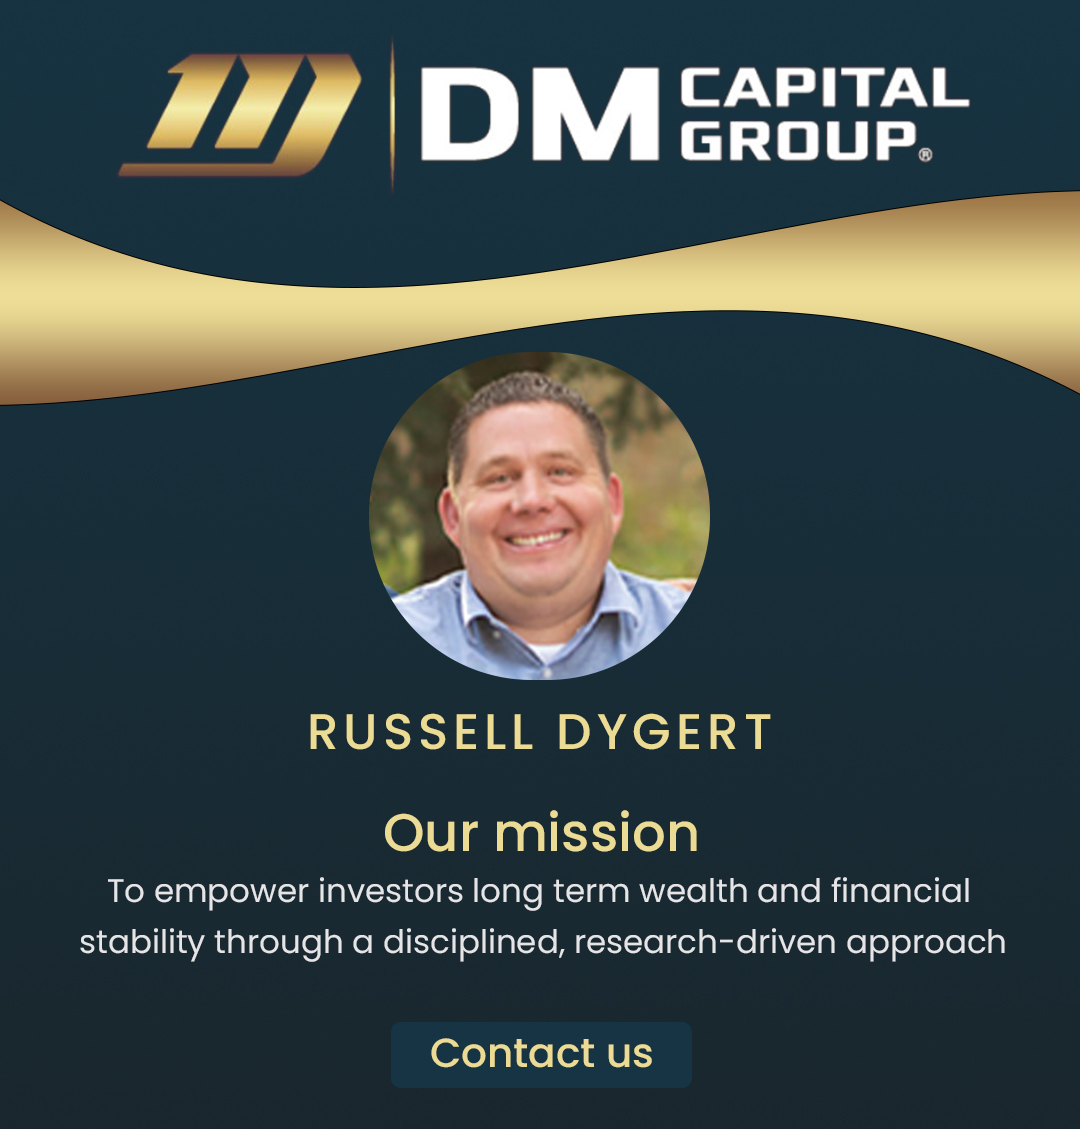 DM CAPITAL
GROUP®
RUSSELL DYGERT
Our mission
To empower investors long term wealth and financial
stability through a disciplined, research-driven approach
Contact us